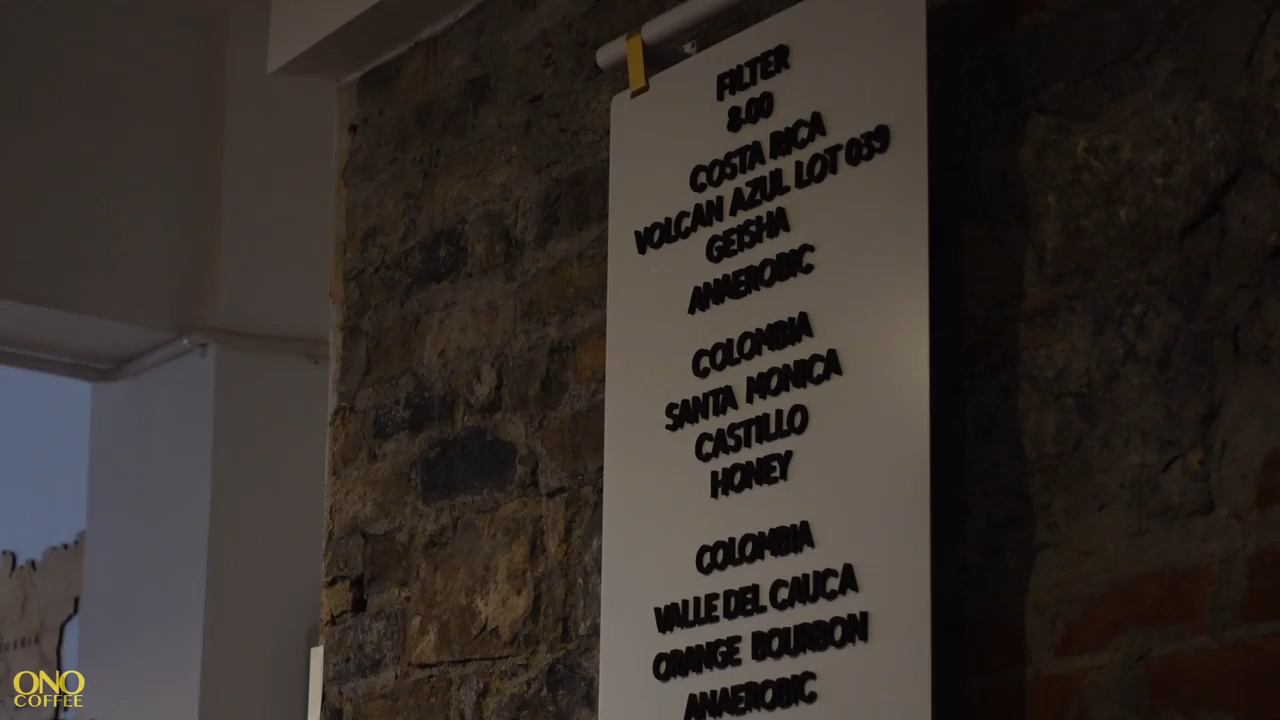 FILTER
8.00
COSTA RICA
VOLCAN AZUL LOT 039
GEISHA
ANAEROBIC
COLOMBIA
SANTA MONICA
CASTILLO
HONEY
COLOMBIA
VALLE DEL CAUCA
ORANGE BOURBON
ANAEROBIC
ONO
COFFEE